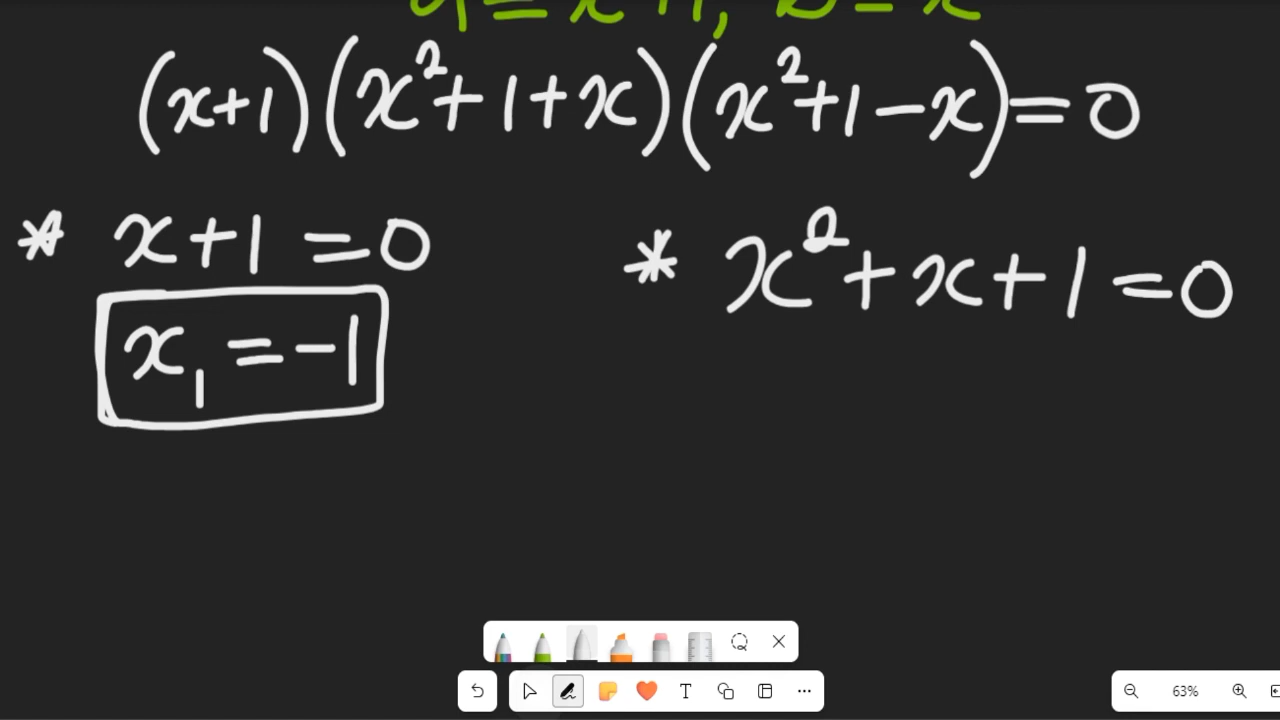 (x+1)(x²+1+x)(x²+1-x)=0
* x+1=0
* x²+x+1=0
x₁=-1
63%